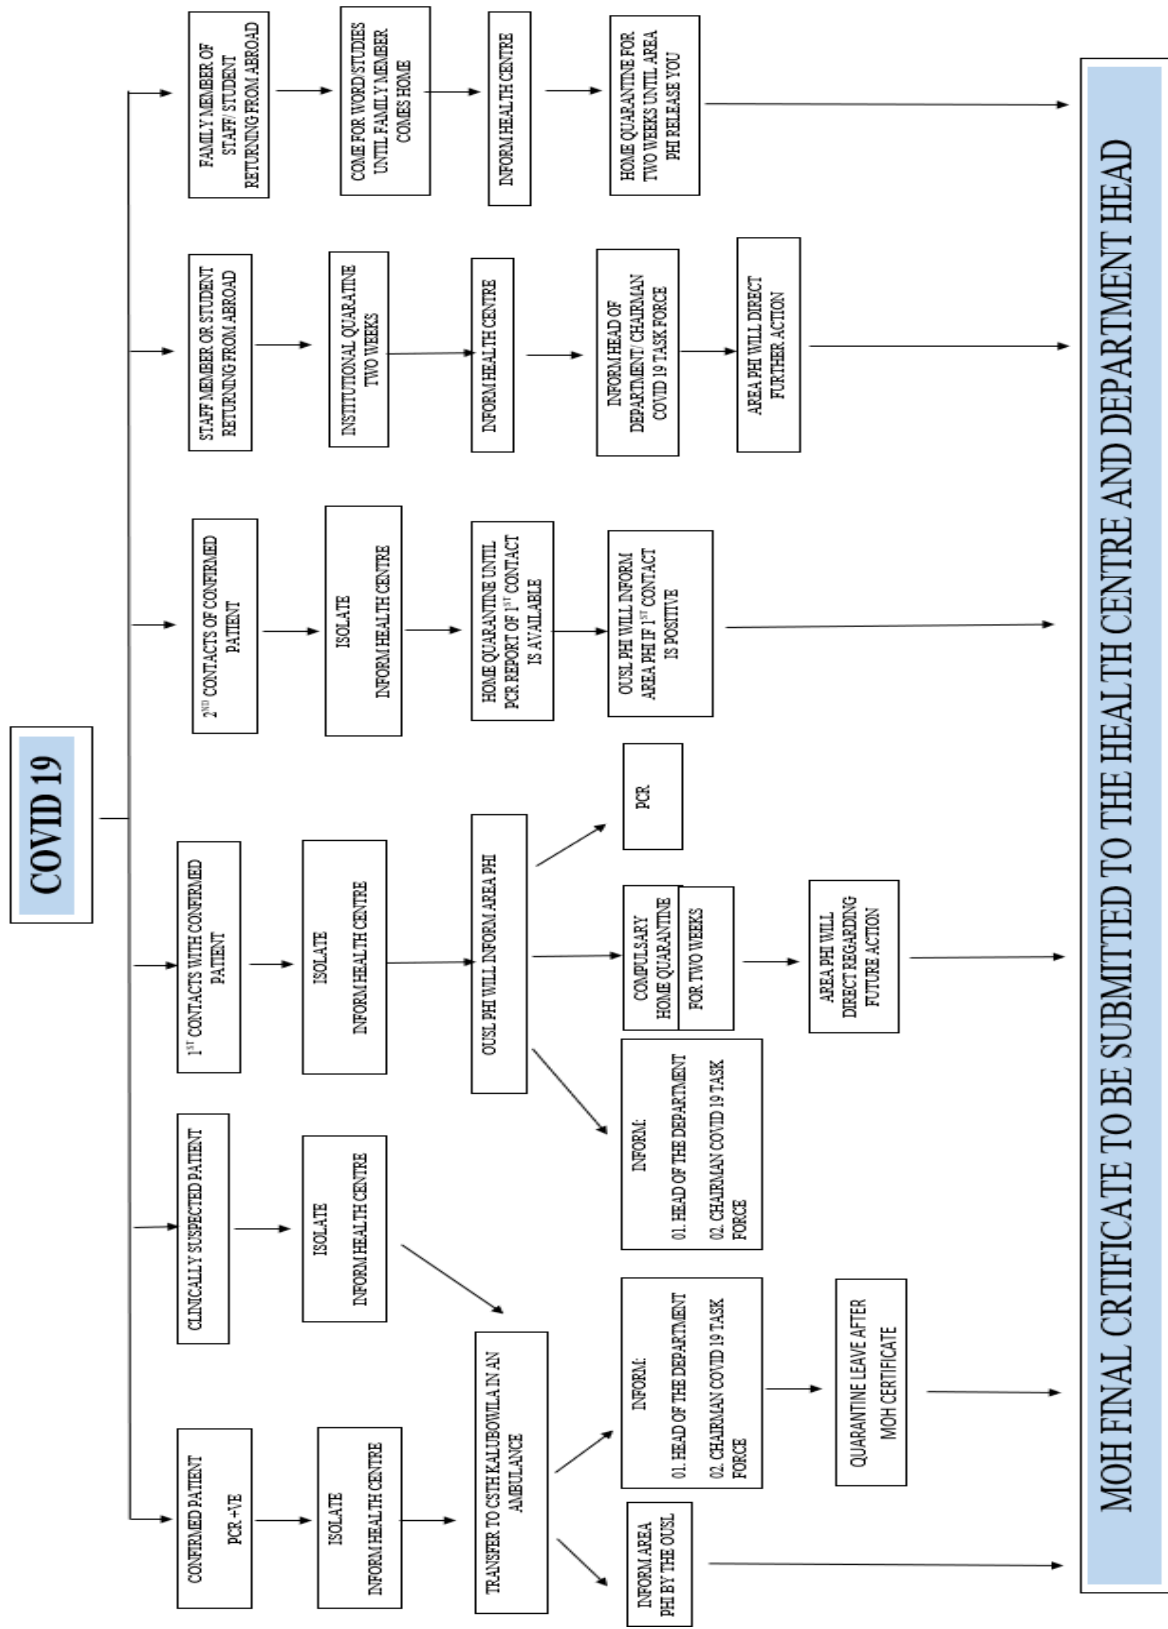 COVID 19
CONFIRMED PATIENT
PCR +VE
ISOLATE
INFORM HEALTH CENTRE
CLINICALLY SUSPECTED PATIENT
ISOLATE
INFORM HEALTH CENTRE
TRANSFER TO CSTH KALUBOWILA IN AN
AMBULANCE
INFORM AREA
PHI BY THE OUSL
INFORM:
01. HEAD OF THE DEPARTMENT
02. CHAIRMAN COVID 19 TASK
FORCE
QUARANTINE LEAVE AFTER
MOH CERTIFICATE
1ST CONTACTS WITH CONFIRMED
PATIENT
ISOLATE
INFORM HEALTH CENTRE
OUSL PHI WILL INFORM AREA PHI
INFORM:
01. HEAD OF THE DEPARTMENT
02. CHAIRMAN COVID 19 TASK
FORCE
COMPULSARY
HOME QUARANTINE
FOR TWO WEEKS
PCR
AREA PHI WILL
DIRECT REGARDING
FUTURE ACTION
2ND CONTACTS OF CONFIRMED
PATIENT
ISOLATE
INFORM HEALTH CENTRE
HOME QUARANTINE UNTIL
PCR REPORT OF 1ST CONTACT
IS AVAILABLE
OUSL PHI WILL INFORM
AREA PHI IF 1ST CONTACT
IS POSITIVE
STAFF MEMBER OR STUDENT
RETURNING FROM ABROAD
INSTITUTIONAL QUARATINE
TWO WEEKS
INFORM HEALTH CENTRE
INFORM HEAD OF
DEPARTMENT/ CHAIRMAN
COVID 19 TASK FORCE
AREA PHI WILL DIRECT
FURTHER ACTION
FAMILY MEMBER OF
STAFF/ STUDENT
RETURNING FROM ABROAD
COME FOR WORD/STUDIES
UNTIL FAMILY MEMBER
COMES HOME
INFORM HEALTH CENTRE
HOME QUARANTINE FOR
TWO WEEKS UNTIL AREA
PHI RELEASE YOU
MOH FINAL CRTIFICATE TO BE SUBMITTED TO THE HEALTH CENTRE AND DEPARTMENT HEAD